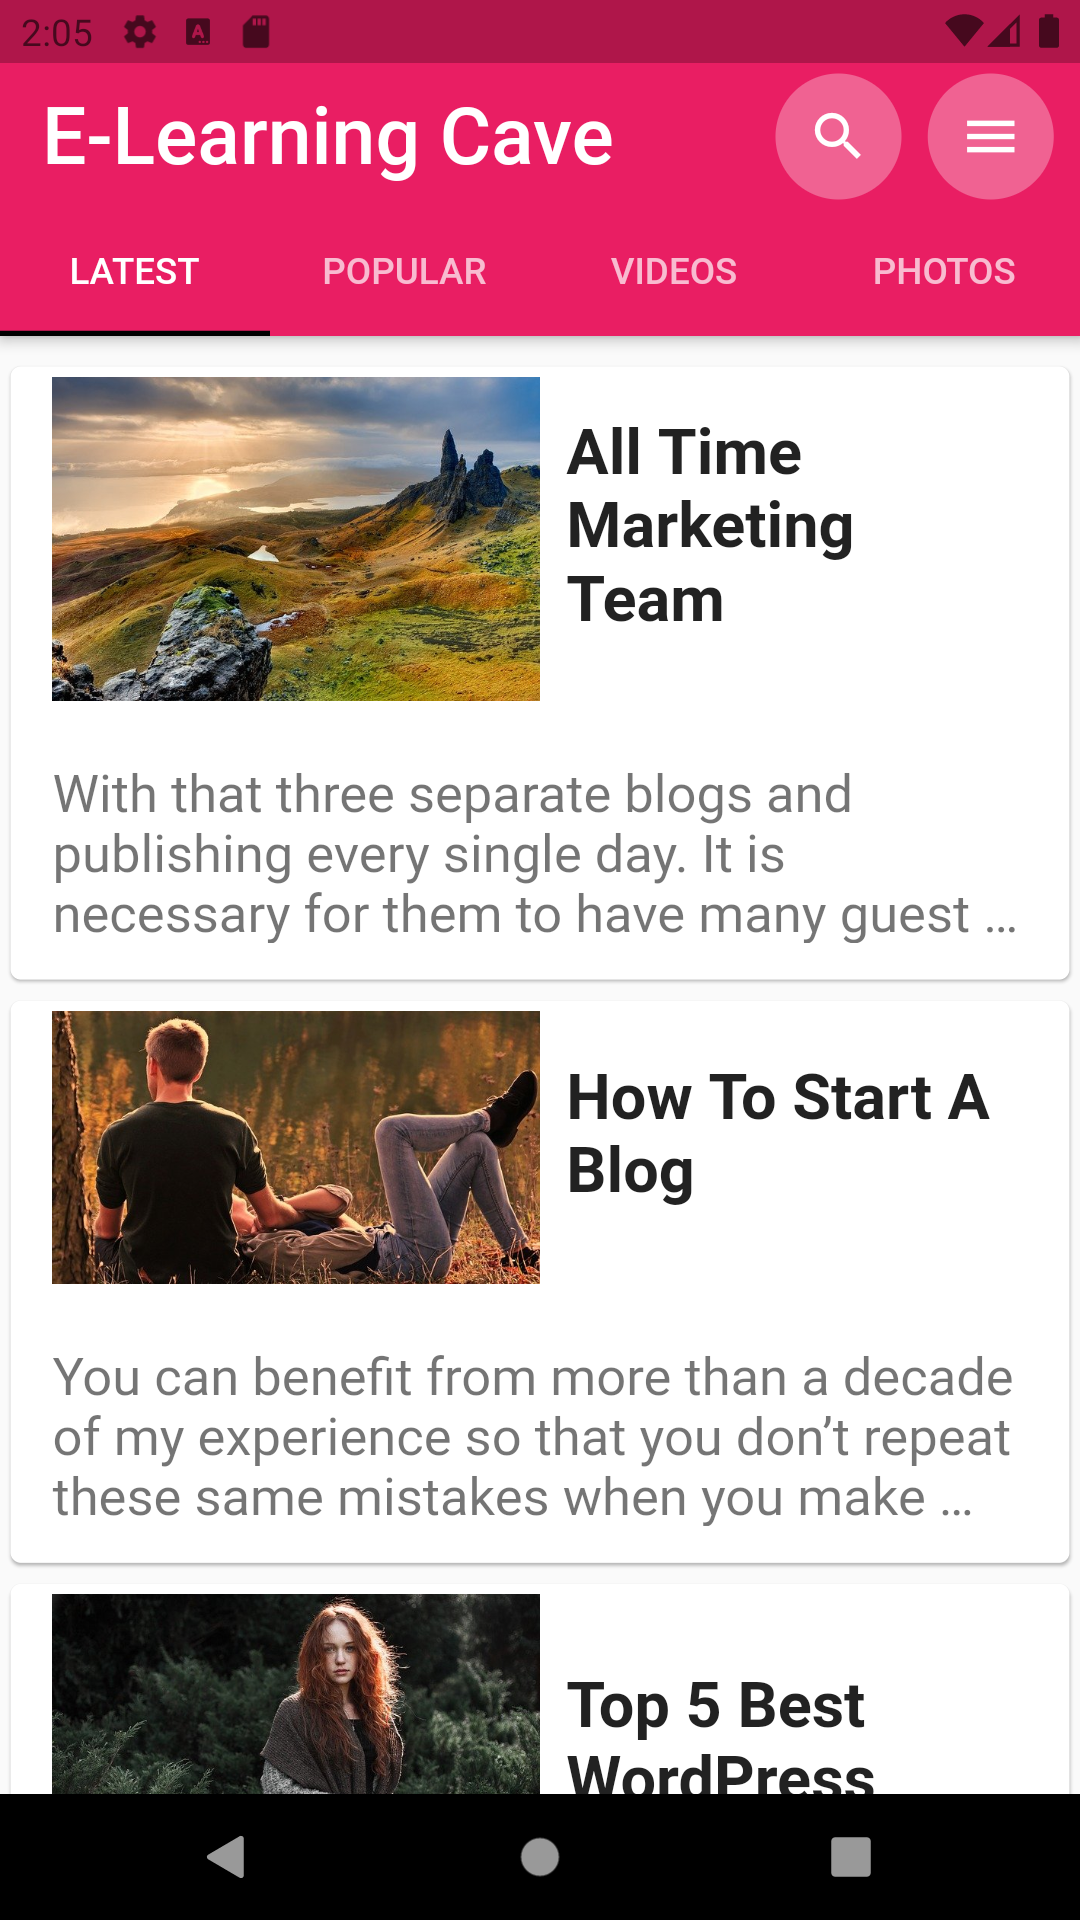 2:05
E-Learning Cave
LATEST
POPULAR
VIDEOS
PHOTOS
All Time
Marketing
Team
With that three separate blogs and
publishing every single day. It is
necessary for them to have many guest ...
How To Start A
Blog
You can benefit from more than a decade
of my experience so that you don’t repeat
these same mistakes when you make ...
Top 5 Best
WordPress